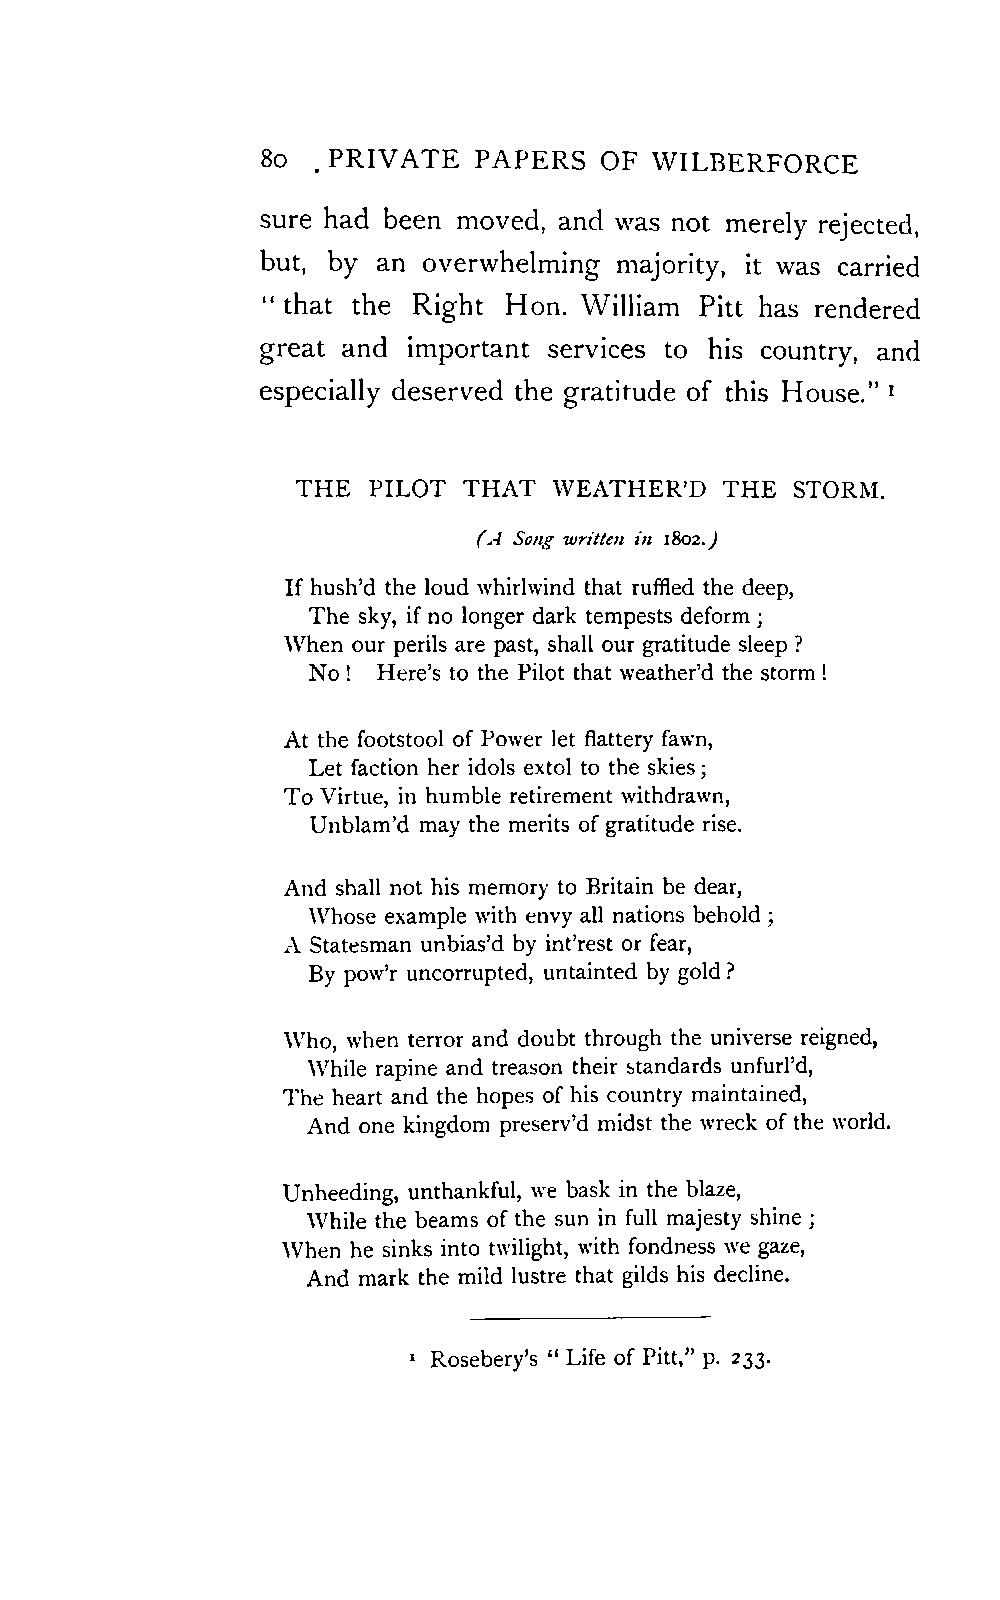 80 . PRIVATE PAPERS OF WILBERFORCE
sure had been moved, and was not merely rejected,
but, by an overwhelming majority, it was carried
“that the Right Hon. William Pitt has rendered
great and important services to his country, and
especially deserved the gratitude of this House.” ¹
THE PILOT THAT WEATHER’D THE STORM.
(A Song written in 1802.)
If hush’d the loud whirlwind that ruffled the deep,
The sky, if no longer dark tempests deform ;
When our perils are past, shall our gratitude sleep ?
No ! Here’s to the Pilot that weather’d the storm !
At the footstool of Power let flattery fawn,
Let faction her idols extol to the skies ;
To Virtue, in humble retirement withdrawn,
Unblam’d may the merits of gratitude rise.
And shall not his memory to Britain be dear,
Whose example with envy all nations behold ;
A Statesman unbias’d by int’rest or fear,
By pow’r uncorrupted, untainted by gold ?
Who, when terror and doubt through the universe reigned,
While rapine and treason their standards unfurl’d,
The heart and the hopes of his country maintained,
And one kingdom preserv’d midst the wreck of the world.
Unheeding, unthankful, we bask in the blaze,
While the beams of the sun in full majesty shine ;
When he sinks into twilight, with fondness we gaze,
And mark the mild lustre that gilds his decline.
¹ Rosebery’s “Life of Pitt,” p. 233.